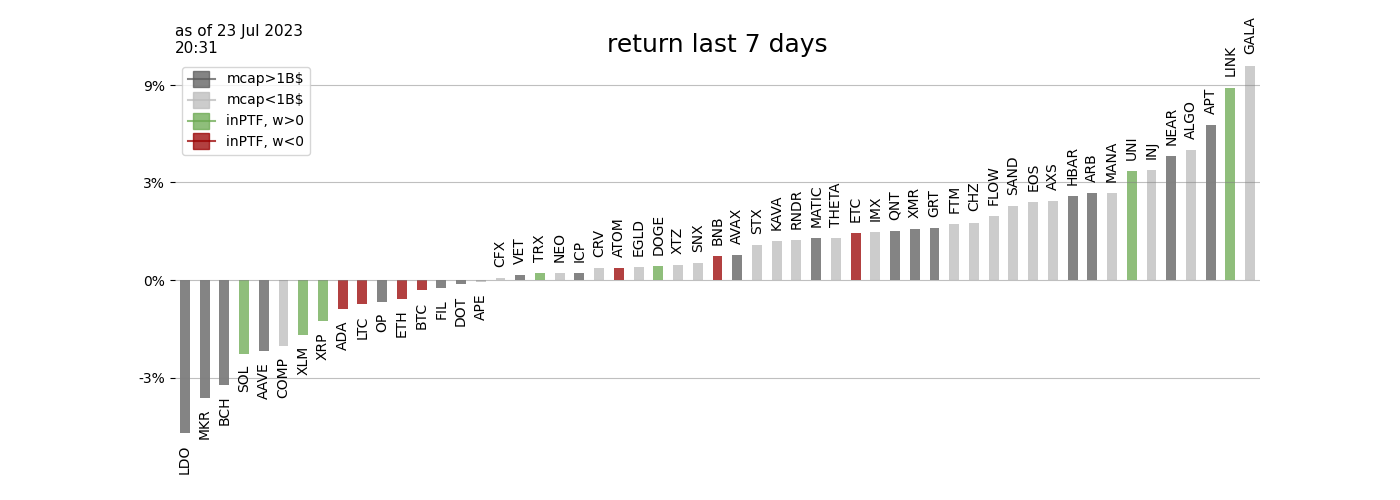 as of 23 Jul 2023
20:31
return last 7 days
mcap>1B$
mcap<1B$
inPTF, w>0
inPTF, w<0
9%
3%
0%
-3%
LDO
MKR
BCH
SOL
AAVE
COMP
XLM
XRP
ADA
LTC
OP
ETH
BTC
FIL
DOT
APE
CFX
VET
TRX
NEO
ICP
CRV
ATOM
EGLD
DOGE
XTZ
SNX
BNB
AVAX
STX
KAVA
RNDR
MATIC
THETA
ETC
IMX
QNT
XMR
GRT
FTM
CHZ
FLOW
SAND
EOS
AXS
HBAR
ARB
MANA
UNI
INJ
NEAR
ALGO
APT
LINK
GALA